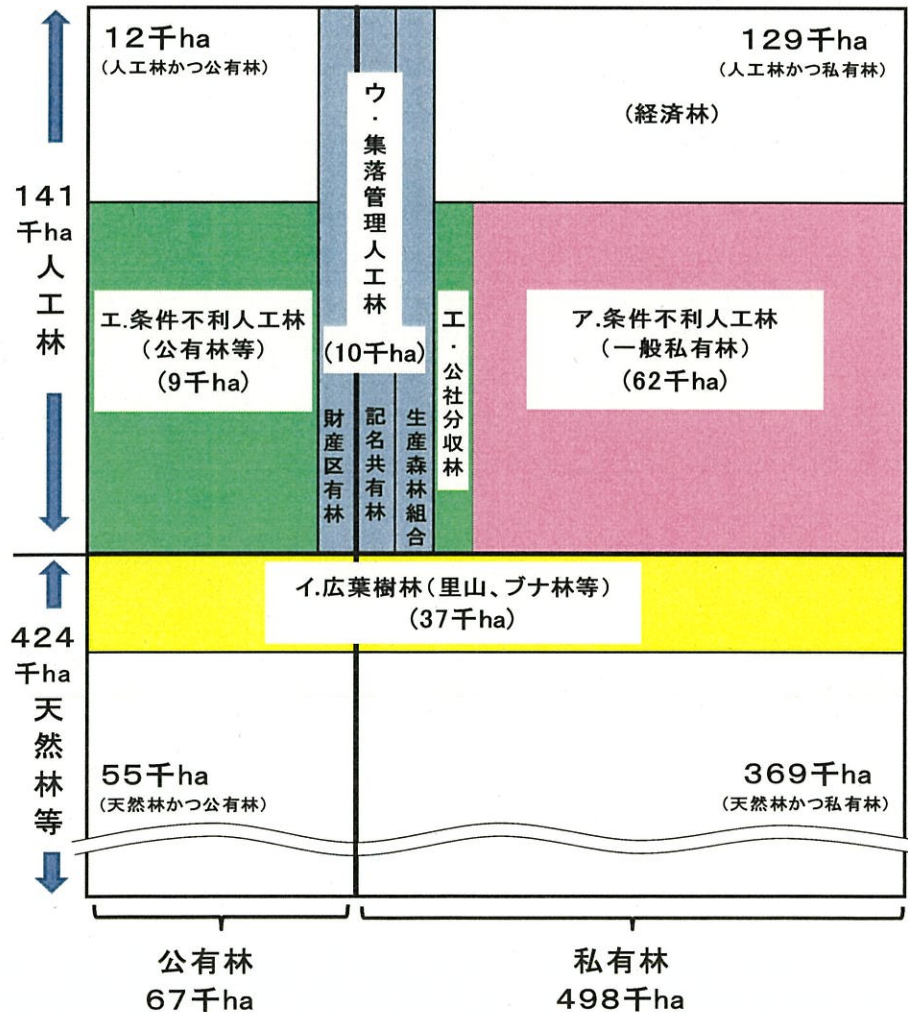 12千ha
(人工林かつ公有林)
129千ha
(人工林かつ私有林)
(経済林)
141
千ha
人工林
ウ・集落管理人工林
(10千ha)
エ.条件不利人工林
(公有林等)
(9千ha)
財産区有林
記名共有林
生産森林組合
エ・公社分収林
ア.条件不利人工林
(一般私有林)
(62千ha)
イ.広葉樹林(里山、ブナ林等)
(37千ha)
424
千ha
天然林等
55千ha
(天然林かつ公有林)
369千ha
(天然林かつ私有林)
公有林
67千ha
私有林
498千ha